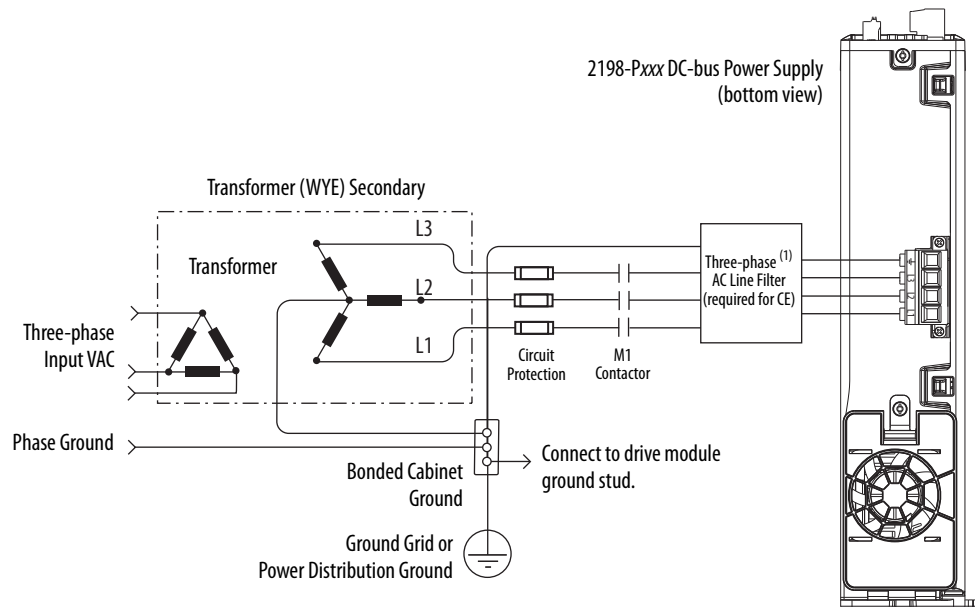 2198-Pxxx DC-bus Power Supply
(bottom view)
Transformer (WYE) Secondary
Transformer
L3
L2
L1
Three-phase
Input VAC
Circuit
Protection
M1
Contactor
Three-phase (1)
AC Line Filter
(required for CE)
Phase Ground
Bonded Cabinet
Ground
Connect to drive module
ground stud.
Ground Grid or
Power Distribution Ground